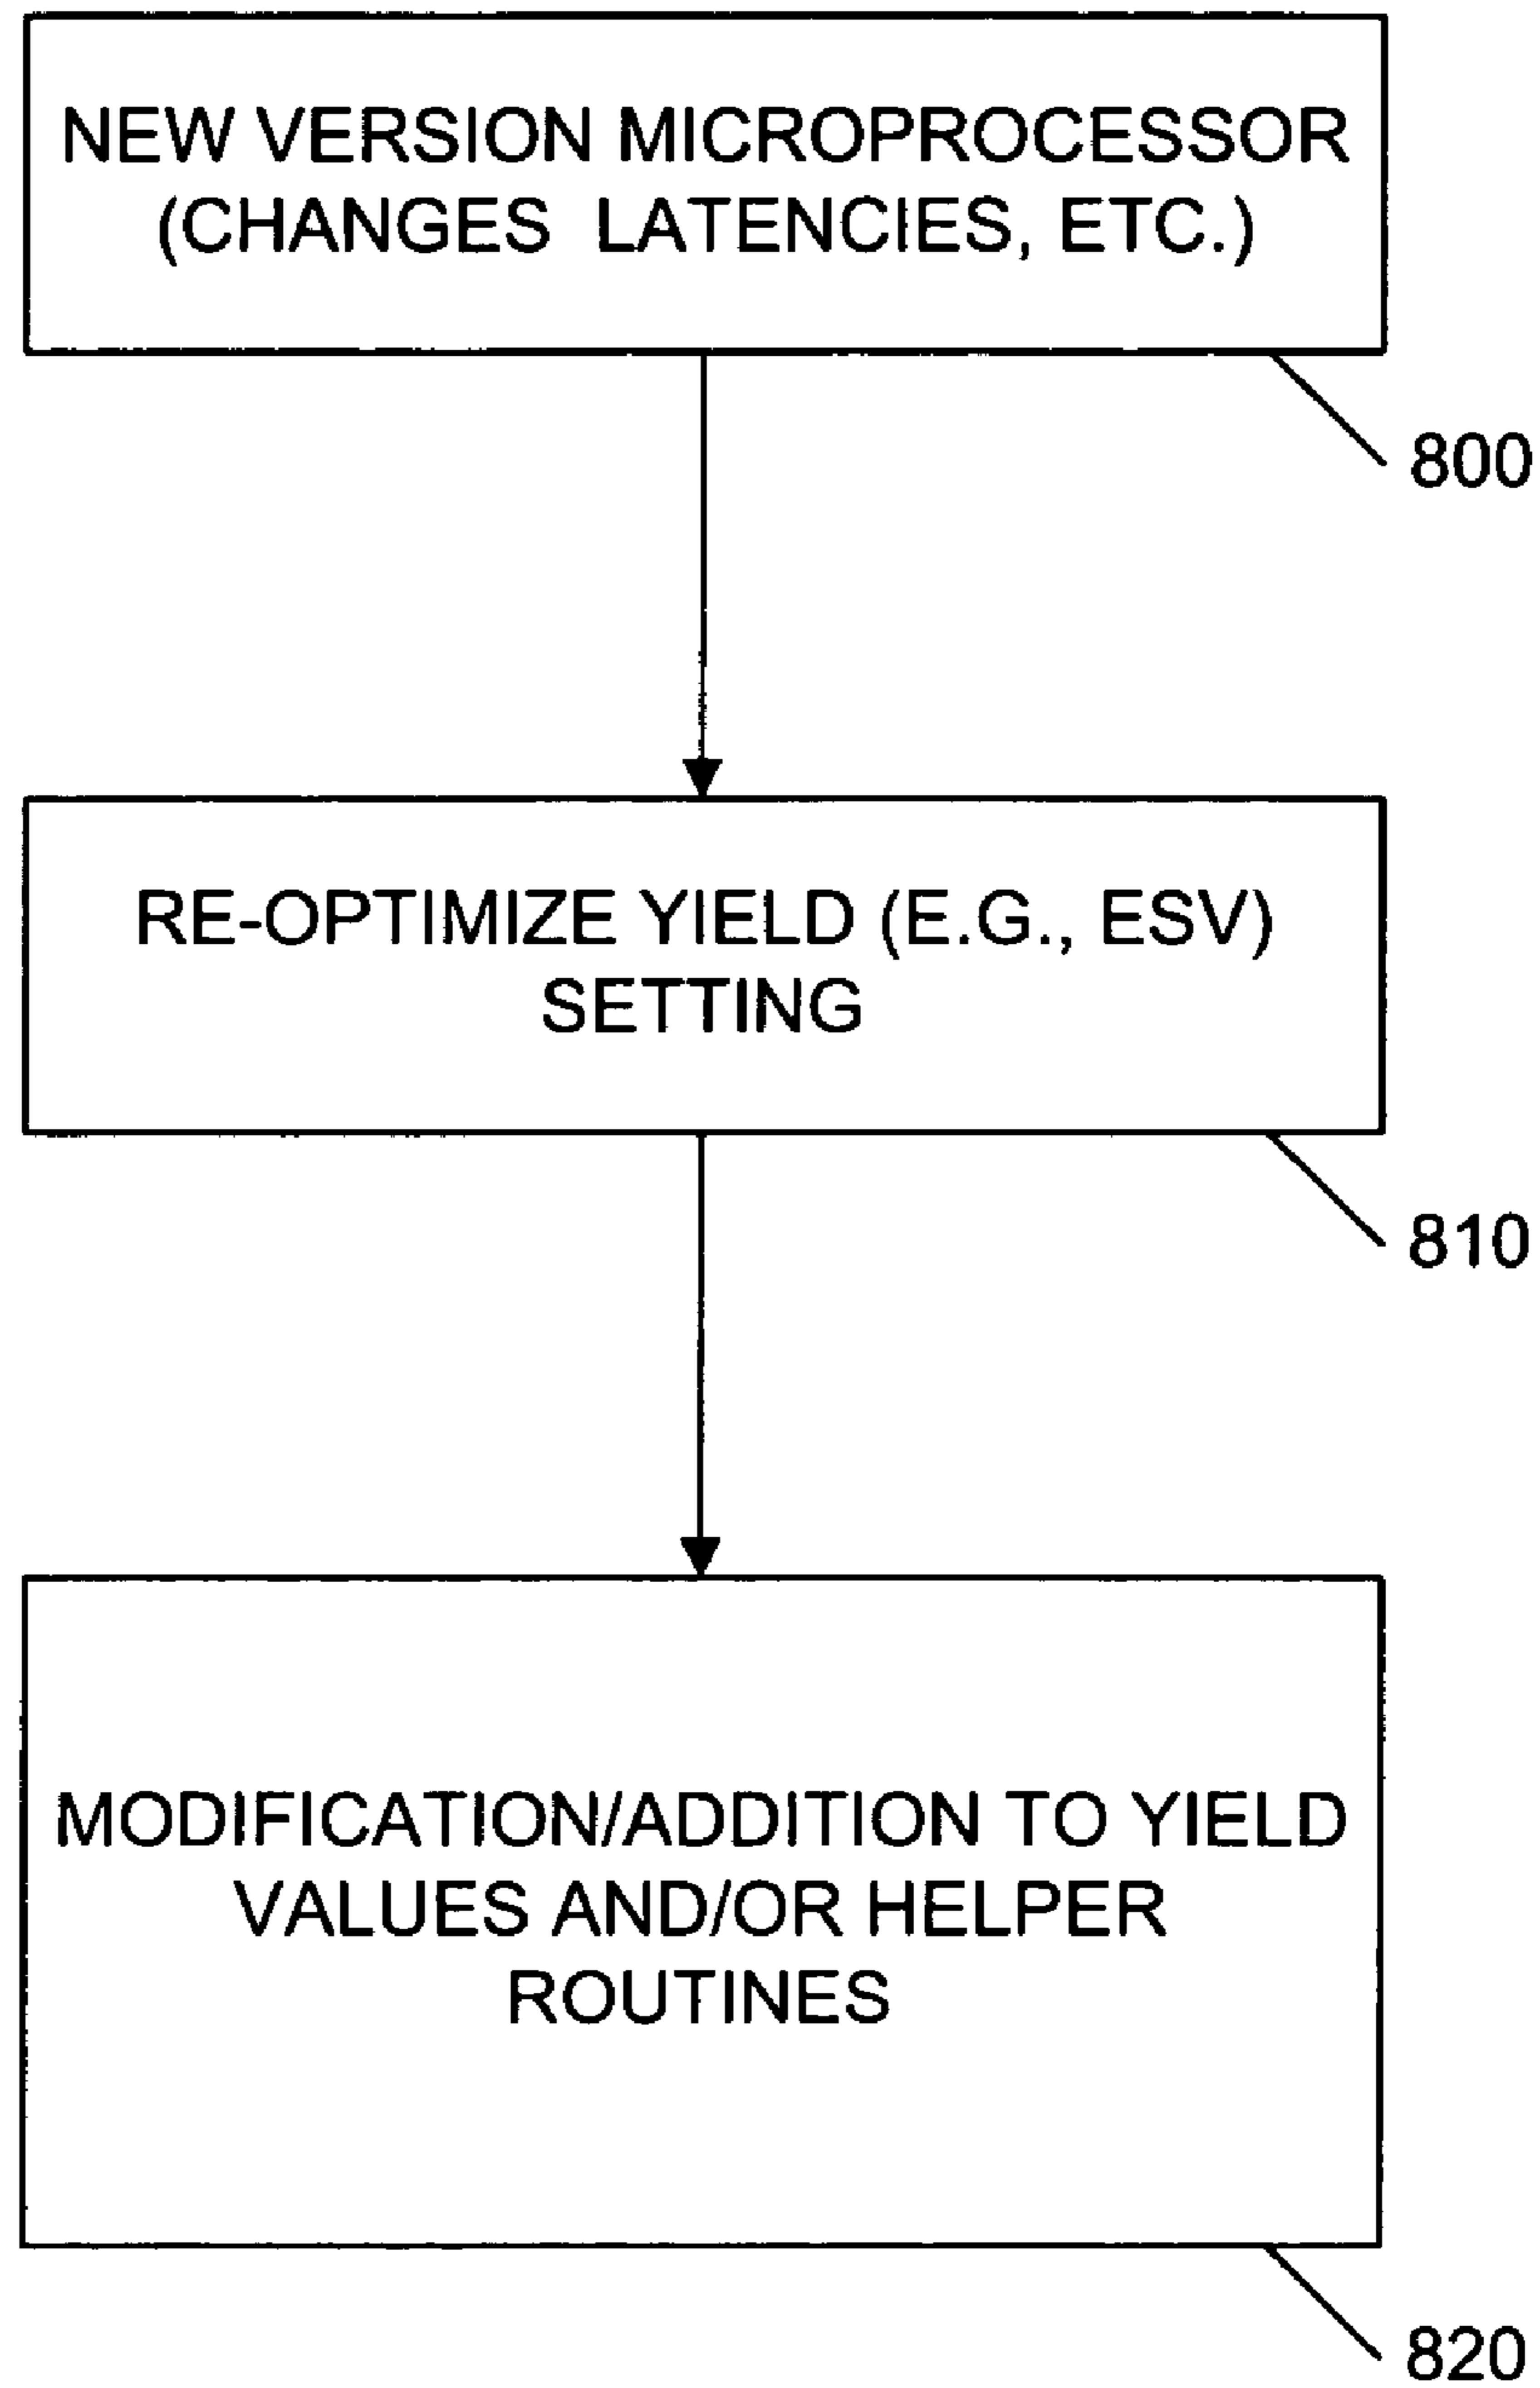 NEW VERSION MICROPROCESSOR
(CHANGES LATENCIES, ETC.)
800
RE-OPTIMIZE YIELD (E.G., ESV)
SETTING
810
MODIFICATION/ADDITION TO YIELD
VALUES AND/OR HELPER
ROUTINES
820